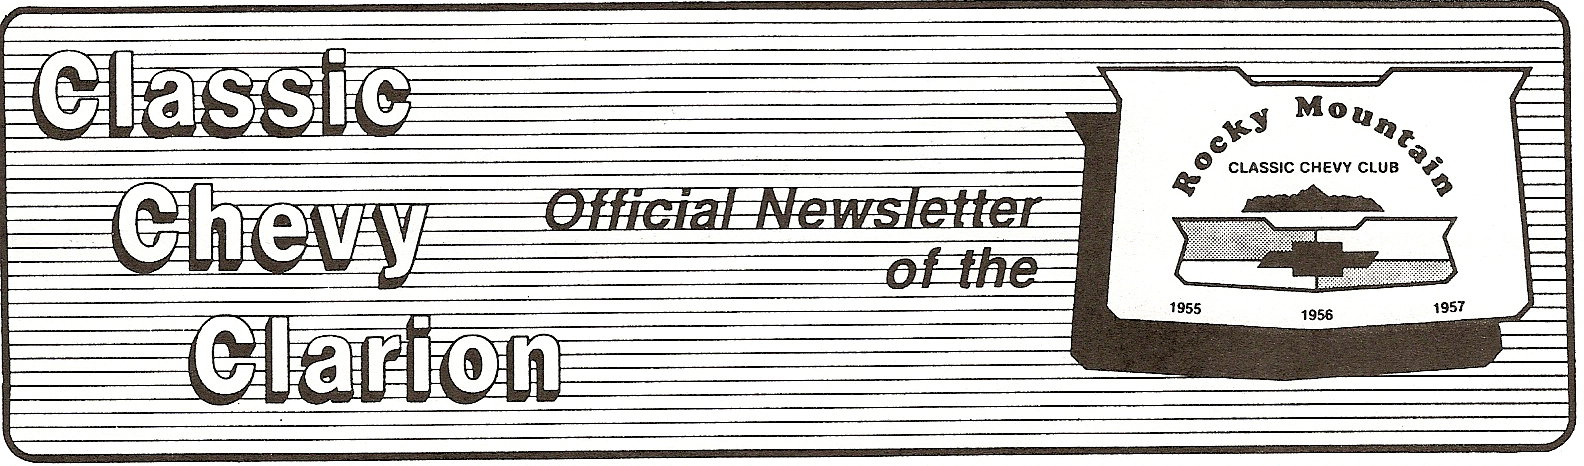 Classic
Chevy
Clarion
Official Newsletter
of the
Rocky Mountain
CLASSIC CHEVY CLUB
1955
1956
1957